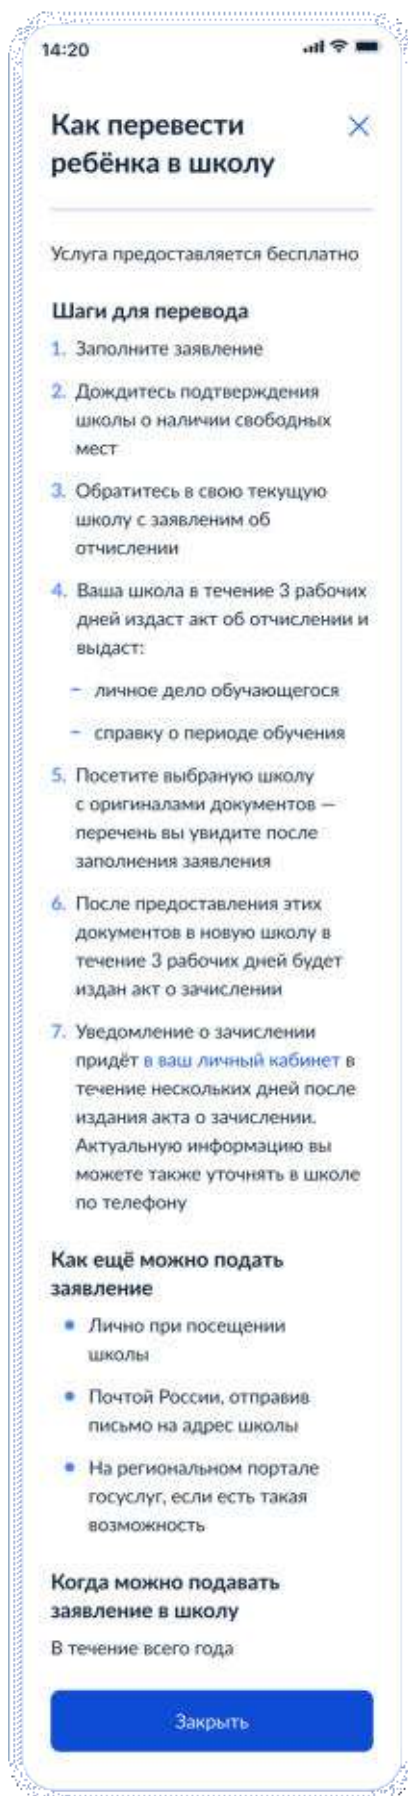 14:20
Как перевести
ребёнка в школу
Услуга предоставляется бесплатно
Шаги для перевода
1. Заполните заявление
2. Дождитесь подтверждения
школы о наличии свободных
мест
3. Обратитесь в свою текущую
школу с заявленим об
отчислении
4. Ваша школа в течение 3 рабочих
дней издаст акт об отчислении и
выдаст:
– личное дело обучающегося
– справку о периоде обучения
5. Посетите выбраную школу
с оригиналами документов —
перечень вы увидите после
заполнения заявления
6. После предоставления этих
документов в новую школу в
течение 3 рабочих дней будет
издан акт о зачислении
7. Уведомление о зачислении
придёт в ваш личный кабинет в
течение нескольких дней после
издания акта о зачислении.
Актуальную информацию вы
можете также уточнять в школе
по телефону
Как ещё можно подать
заявление
• Лично при посещении
школы
• Почтой России, отправив
письмо на адрес школы
• На региональном портале
госуслуг, если есть такая
возможность
Когда можно подавать
заявление в школу
В течение всего года
Закрыть